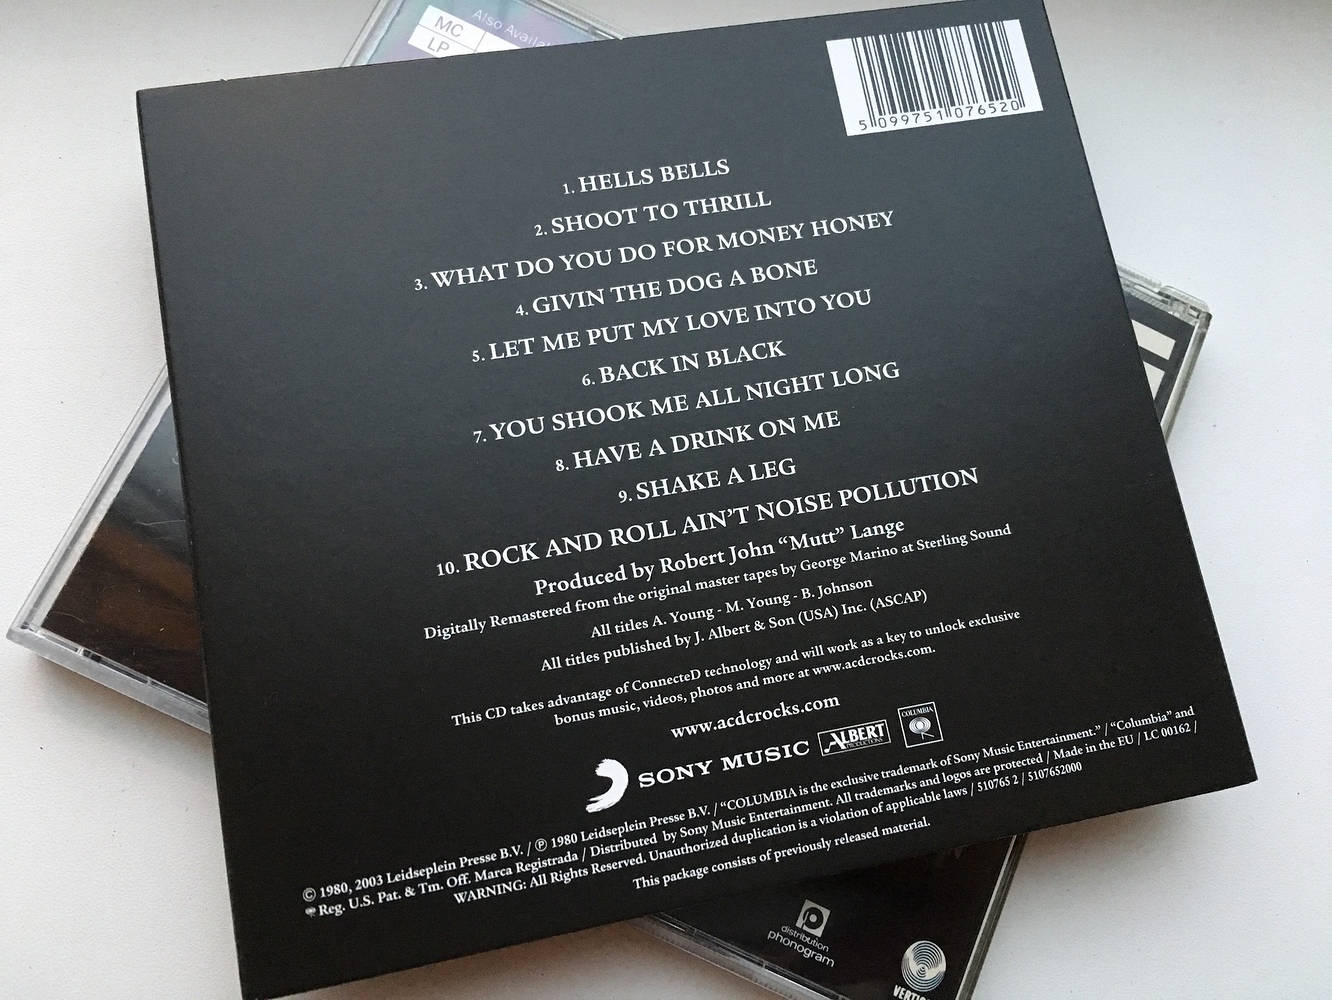 Also
MC
LP
5 099751 076520
1. HELLS BELLS
2. SHOOT TO THRILL
3. WHAT DO YOU DO FOR MONEY HONEY
4. GIVIN THE DOG A BONE
5. LET ME PUT MY LOVE INTO YOU
6. BACK IN BLACK
7. YOU SHOOK ME ALL NIGHT LONG
8. HAVE A DRINK ON ME
9. SHAKE A LEG
10. ROCK AND ROLL AIN'T NOISE POLLUTION
Produced by Robert John “Mutt” Lange
Digitally Remastered from the original master tapes by George Marino at Sterling Sound
All titles A. Young - M. Young - B. Johnson
All titles published by J. Albert & Son (USA) Inc. (ASCAP)
This CD takes advantage of ConnecteD technology and will work as a key to unlock exclusive
bonus music, videos, photos and more at www.acdcrocks.com.
www.acdcrocks.com
SONY MUSIC
ALBERT
PRODUCTIONS
COLUMBIA
© 1980, 2003 Leidseplein Presse B.V. / ℗ 1980 Leidseplein Presse B.V. / “COLUMBIA is the exclusive trademark of Sony Music Entertainment.” / “Columbia” and
Reg. U.S. Pat. & Tm. Off. Marca Registrada / Distributed by Sony Music Entertainment. All trademarks and logos are protected / Made in the EU / LC 00162 /
WARNING: All Rights Reserved. Unauthorized duplication is a violation of applicable laws / 510765 2 / 5107652000
This package consists of previously released material.
distribution
phonogram